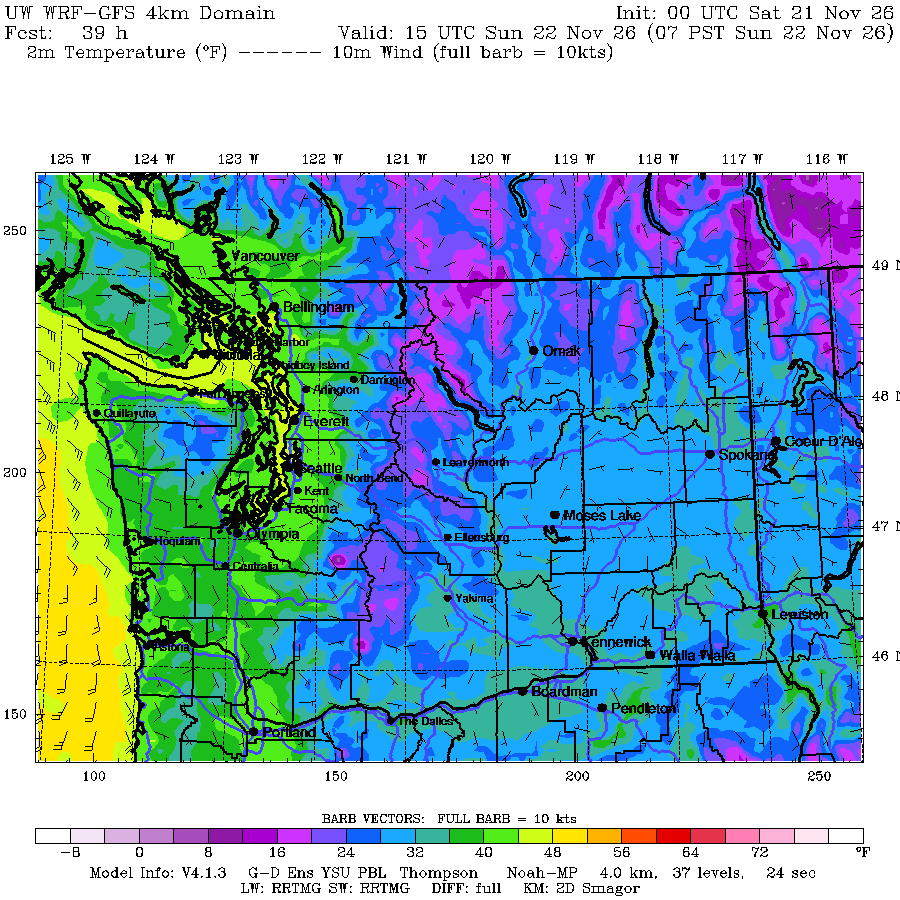 UW WRF-GFS 4km Domain Init: 00 UTC Sat 21 Nov 26
Fcst: 39 h Valid: 15 UTC Sun 22 Nov 26 (07 PST Sun 22 Nov 26)
2m Temperature (°F) ------ 10m Wind (full barb = 10kts)
125 W 124 W 123 W 122 W 121 W 120 W 119 W 118 W 117 W 116 W
250
Vancouver
49 N
Bellingham
Omak
Whidbey Island
Darrington
Arlington
48 N
Quillayute
Everett
Coeur D'Ale
Spokane
Leavenworth
Seattle
200
North Bend
Kent
Tacoma
Moses Lake
47 N
Olympia
Ellensburg
Hoquiam
Centralia
Yakima
Lewiston
Kennewick
Astoria
Walla Walla
46 N
Boardman
Pendleton
150
The Dalles
Portland
100 150 200 250
BARB VECTORS: FULL BARB = 10 kts
-8 0 8 16 24 32 40 48 56 64 72 °F
Model Info: V4.1.3 G-D Ens YSU PBL Thompson Noah-MP 4.0 km, 37 levels, 24 sec
LW: RRTMG SW: RRTMG DIFF: full KM: 2D Smagor